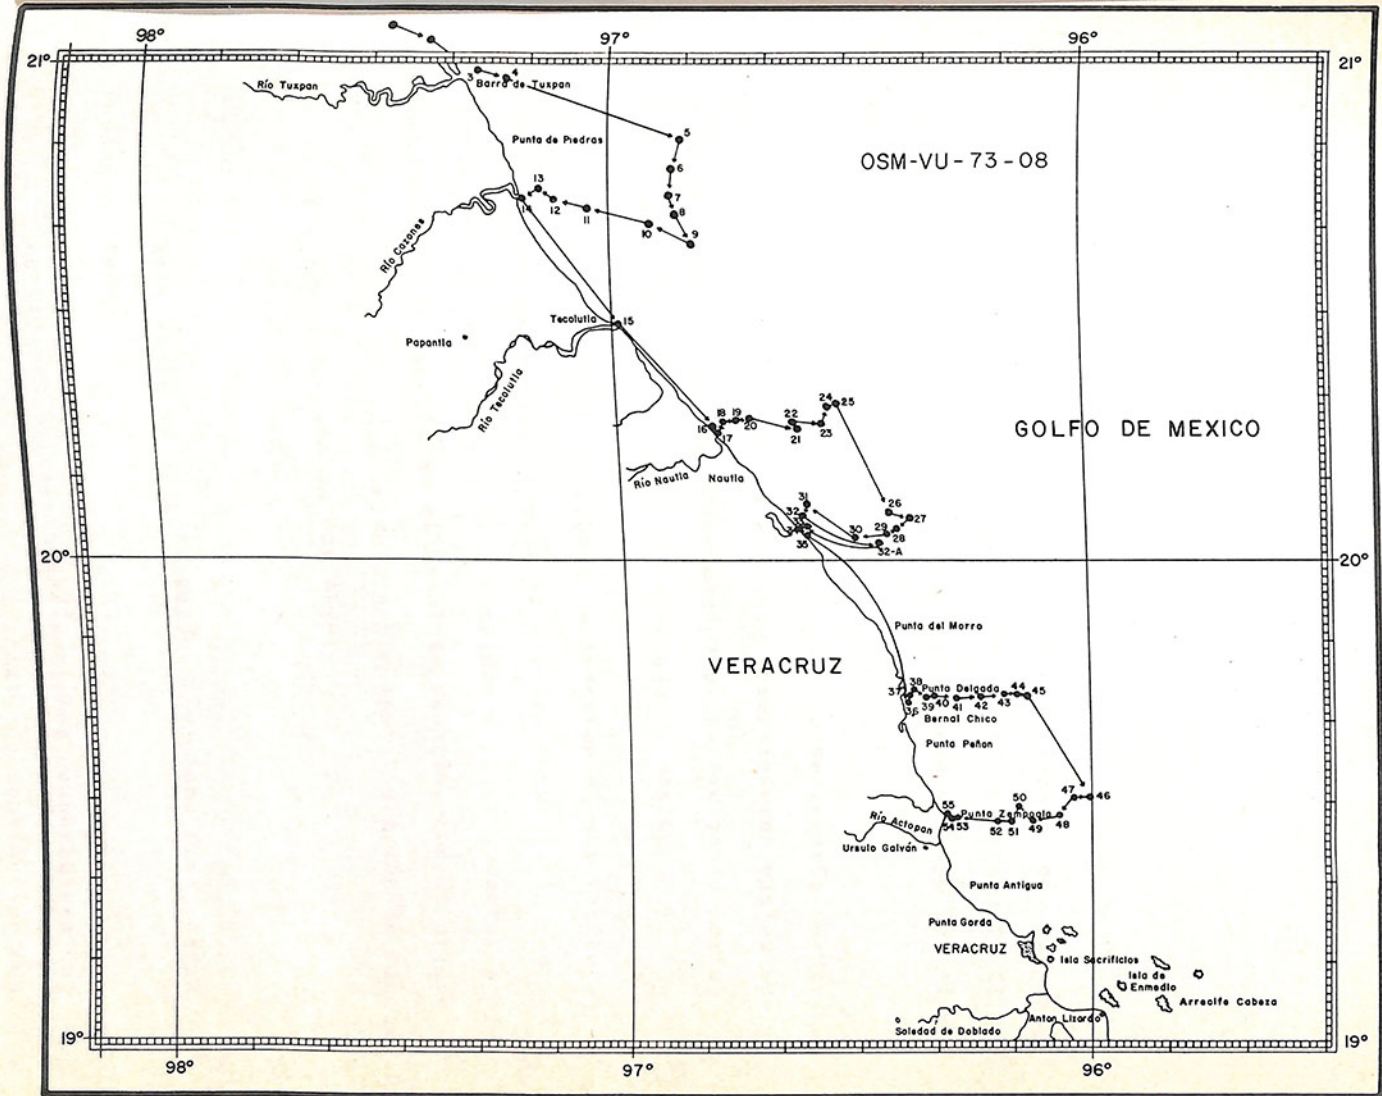 98° 97° 96°
21° 21°
3 4
Río Tuxpan Barra de Tuxpan
5
Punta de Piedras
OSM-VU-73-08
6
13
7
14 12 11
8
10 9
Río Cazones
Tecolutla 15
Papantla
Río Tecolutla
24 25
18 19 22
16 20 23
17 21
GOLFO DE MEXICO
Río Nautla Nautla
31
26
32 27
33 30 29
34 28
35 32-A
20° 20°
Punta del Morro
VERACRUZ
38 44
37 Punta Delgada 45
39 40 41 42 43
36 Bernal Chico
Punta Peñon
47 46
50
55 Punta Zempoala
54 53 52 51 49 48
Río Actopan
Ursulo Galván
Punta Antigua
Punta Gorda
VERACRUZ
Isla Sacrificios
Isla de
Enmedio
Arrecife Cabeza
Anton Lizardo
Soledad de Doblado
19° 19°
98° 97° 96°